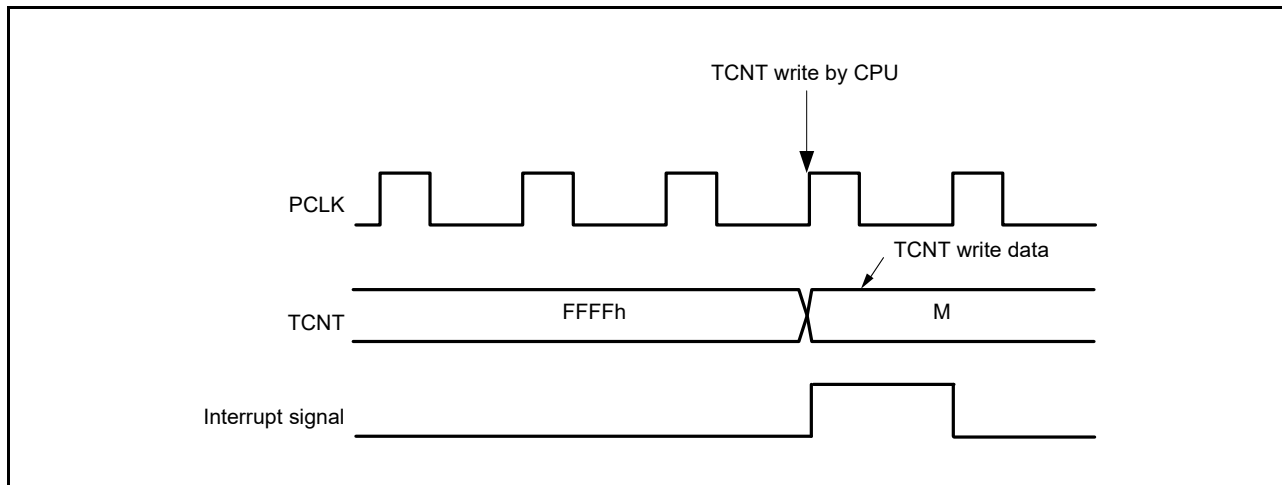 TCNT write by CPU
PCLK
TCNT write data
TCNT
FFFFh
M
Interrupt signal